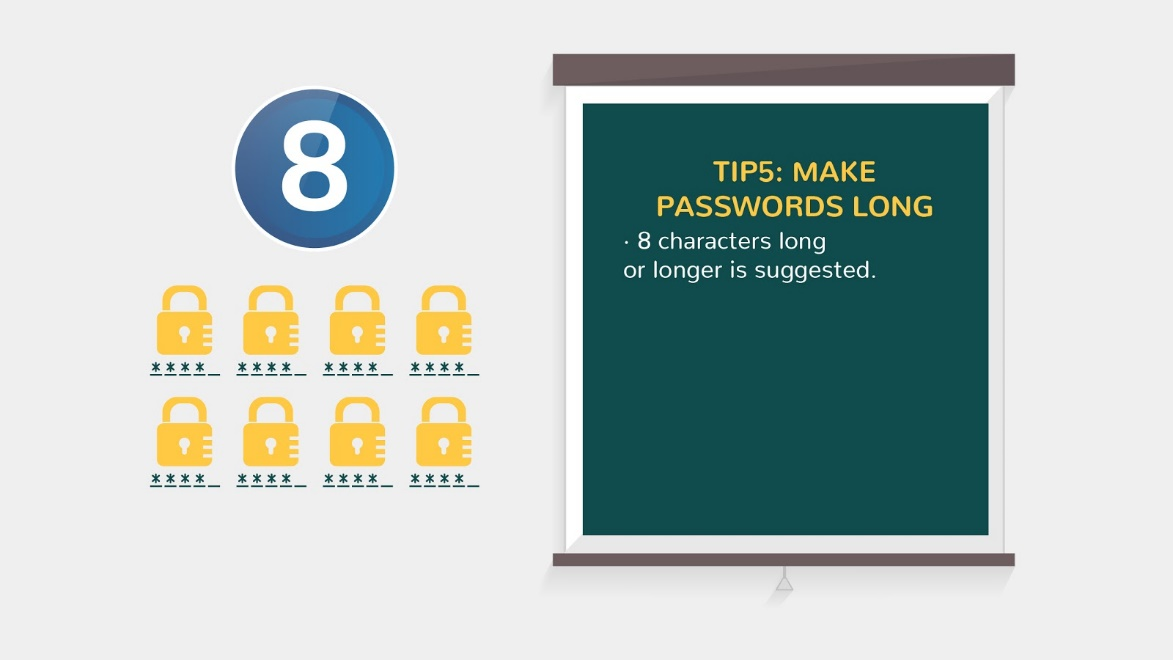 8
****_ ****_ ****_ ****_
****_ ****_ ****_ ****_
TIP5: MAKE
PASSWORDS LONG
· 8 characters long
or longer is suggested.